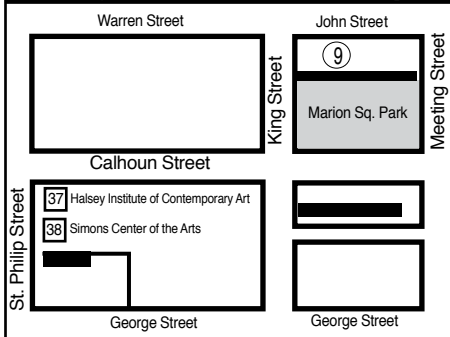 Warren Street
John Street
9
King Street
Meeting Street
Marion Sq. Park
Calhoun Street
St. Philip Street
37 Halsey Institute of Contemporary Art
38 Simons Center of the Arts
George Street
George Street